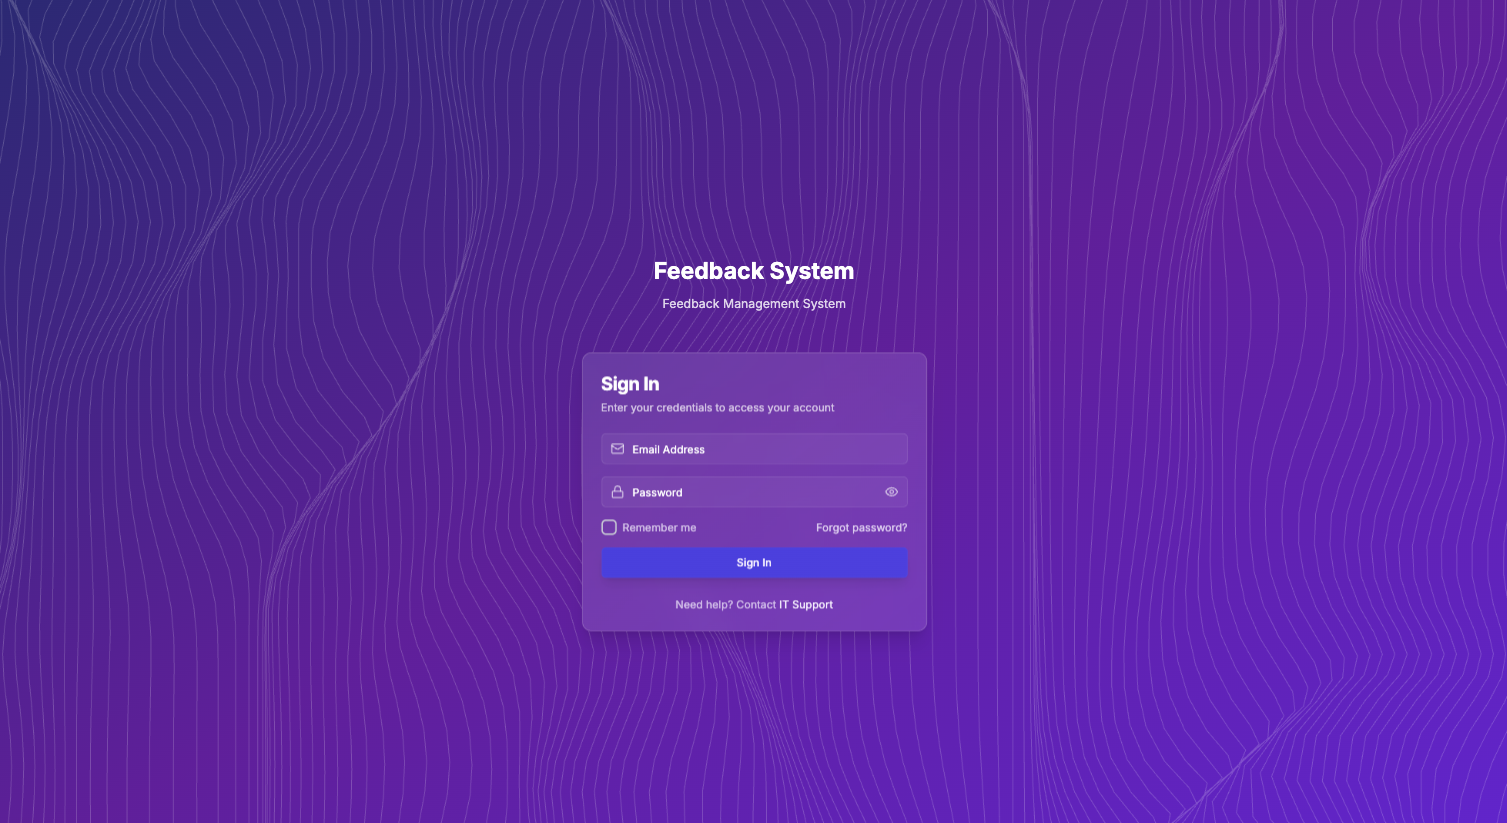 Feedback System
Feedback Management System
Sign In
Enter your credentials to access your account
Email Address
Password
Remember me
Forgot password?
Sign In
Need help? Contact IT Support